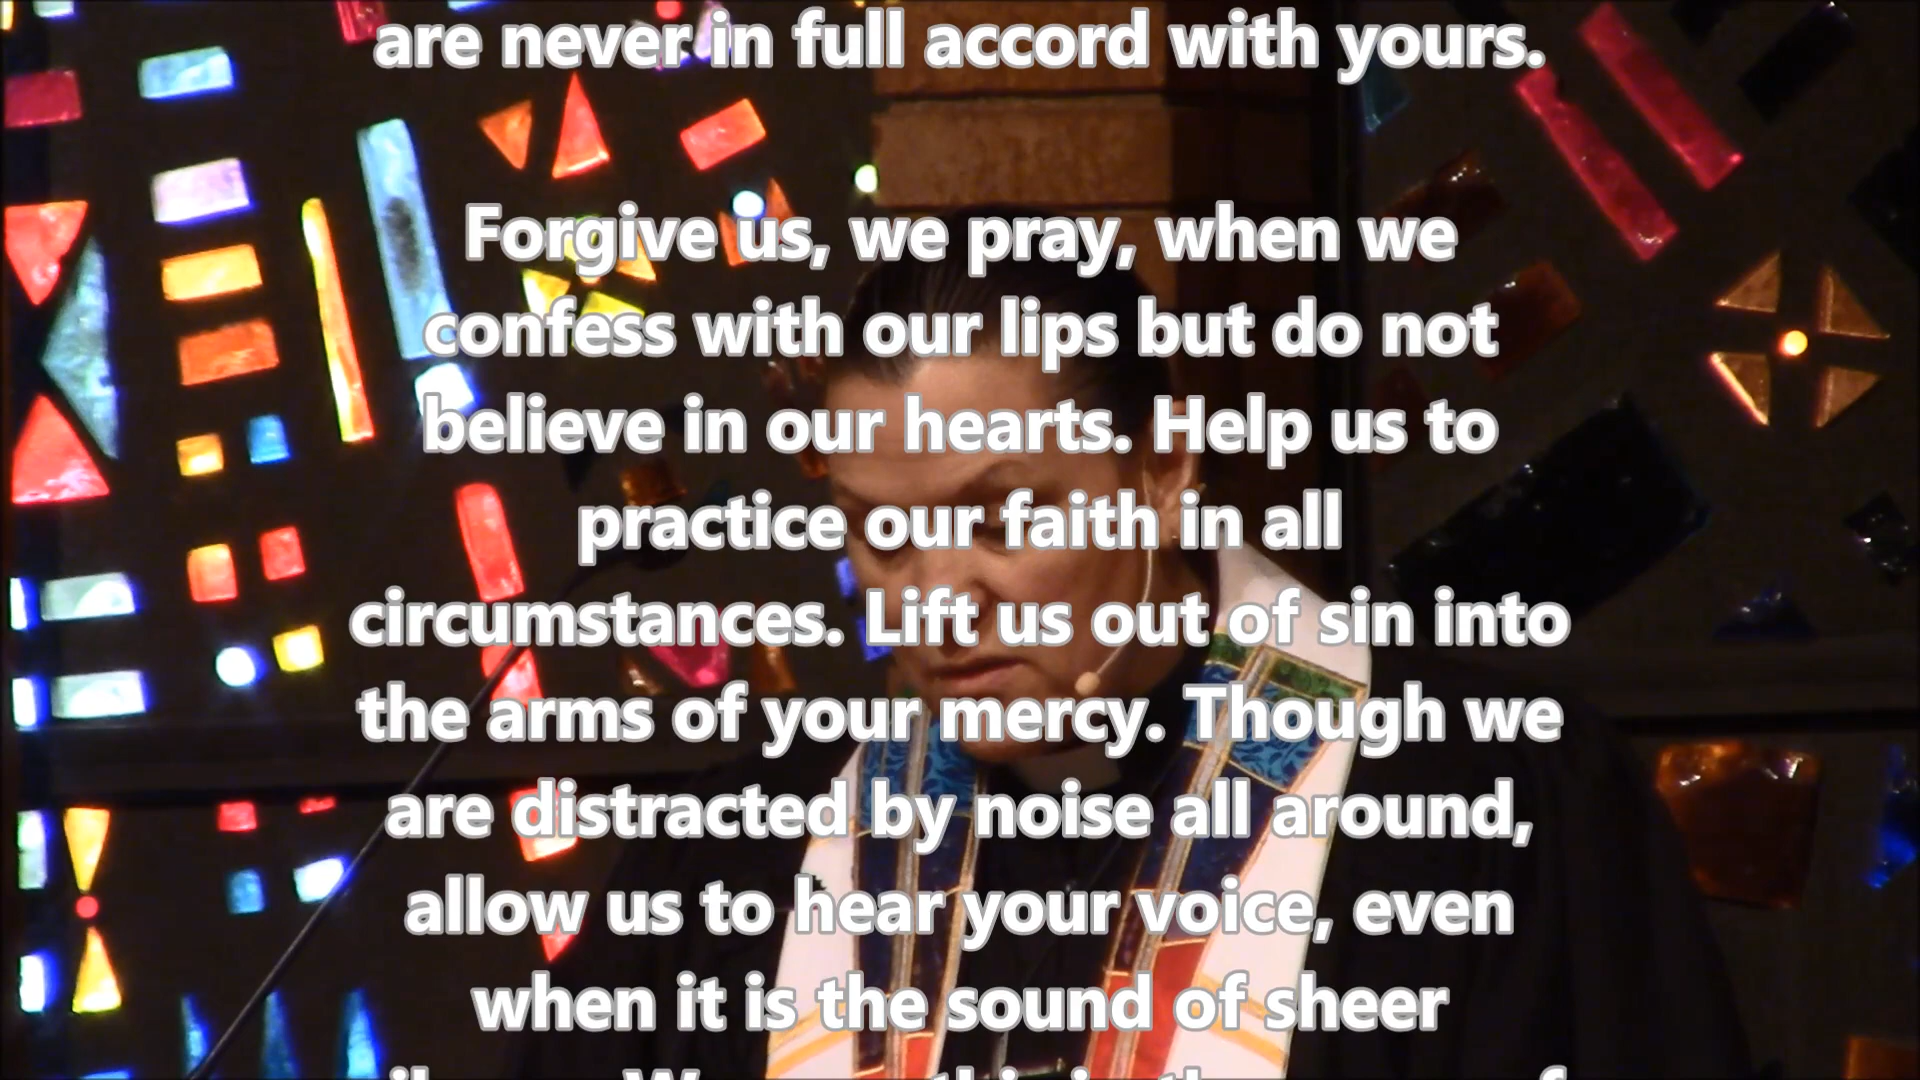 are never in full accord with yours.
Forgive us, we pray, when we
confess with our lips but do not
believe in our hearts. Help us to
practice our faith in all
circumstances. Lift us out of sin into
the arms of your mercy. Though we
are distracted by noise all around,
allow us to hear your voice, even
when it is the sound of sheer